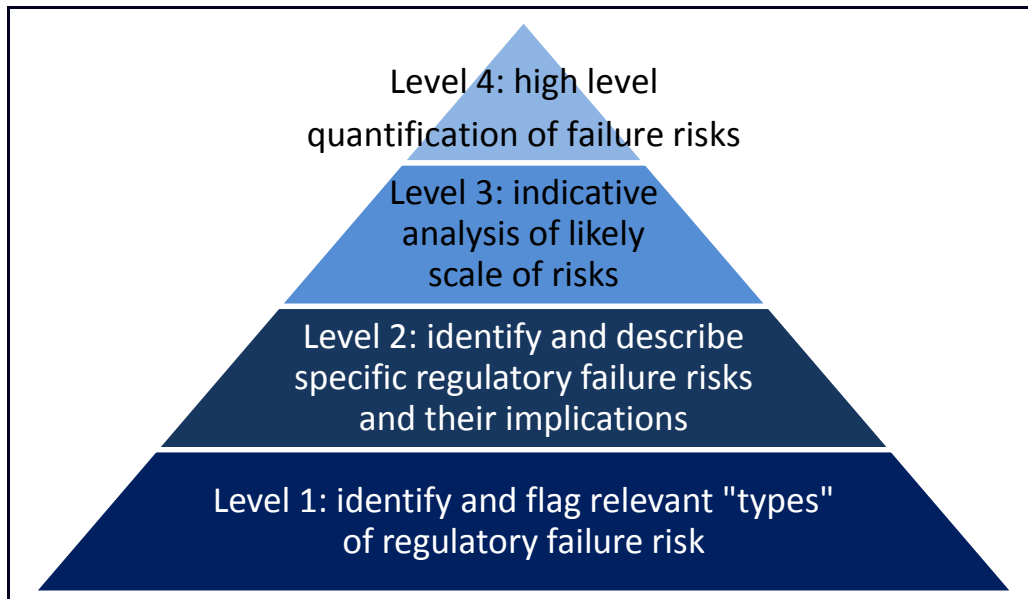 Level 4: high level
quantification of failure risks
Level 3: indicative
analysis of likely
scale of risks
Level 2: identify and describe
specific regulatory failure risks
and their implications
Level 1: identify and flag relevant "types"
of regulatory failure risk